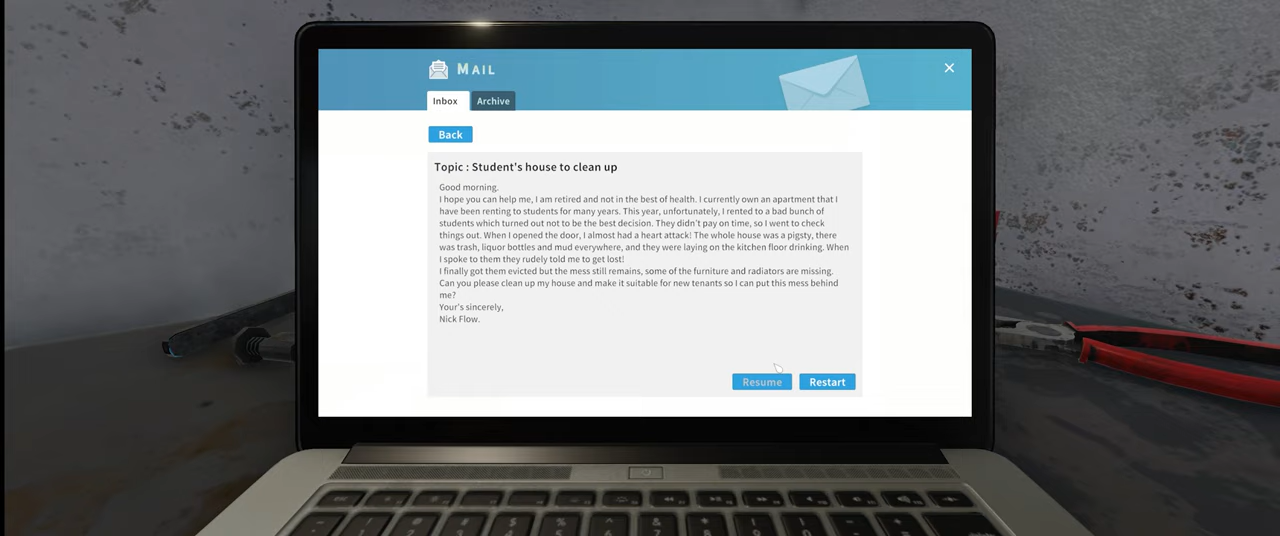 MAIL
Inbox Archive
Back
Topic : Student's house to clean up
Good morning.
I hope you can help me, I am retired and not in the best of health. I currently own an apartment that I
have been renting to students for many years. This year, unfortunately, I rented to a bad bunch of
students which turned out not to be the best decision. They didn't pay on time, so I went to check
things out. When I opened the door, I almost had a heart attack! The whole house was a pigsty, there
was trash, liquor bottles and mud everywhere, and they were laying on the kitchen floor drinking. When
I spoke to them they rudely told me to get lost!
I finally got them evicted but the mess still remains, some of the furniture and radiators are missing.
Can you please clean up my house and make it suitable for new tenants so I can put this mess behind
me?
Your's sincerely,
Nick Flow.
Resume Restart